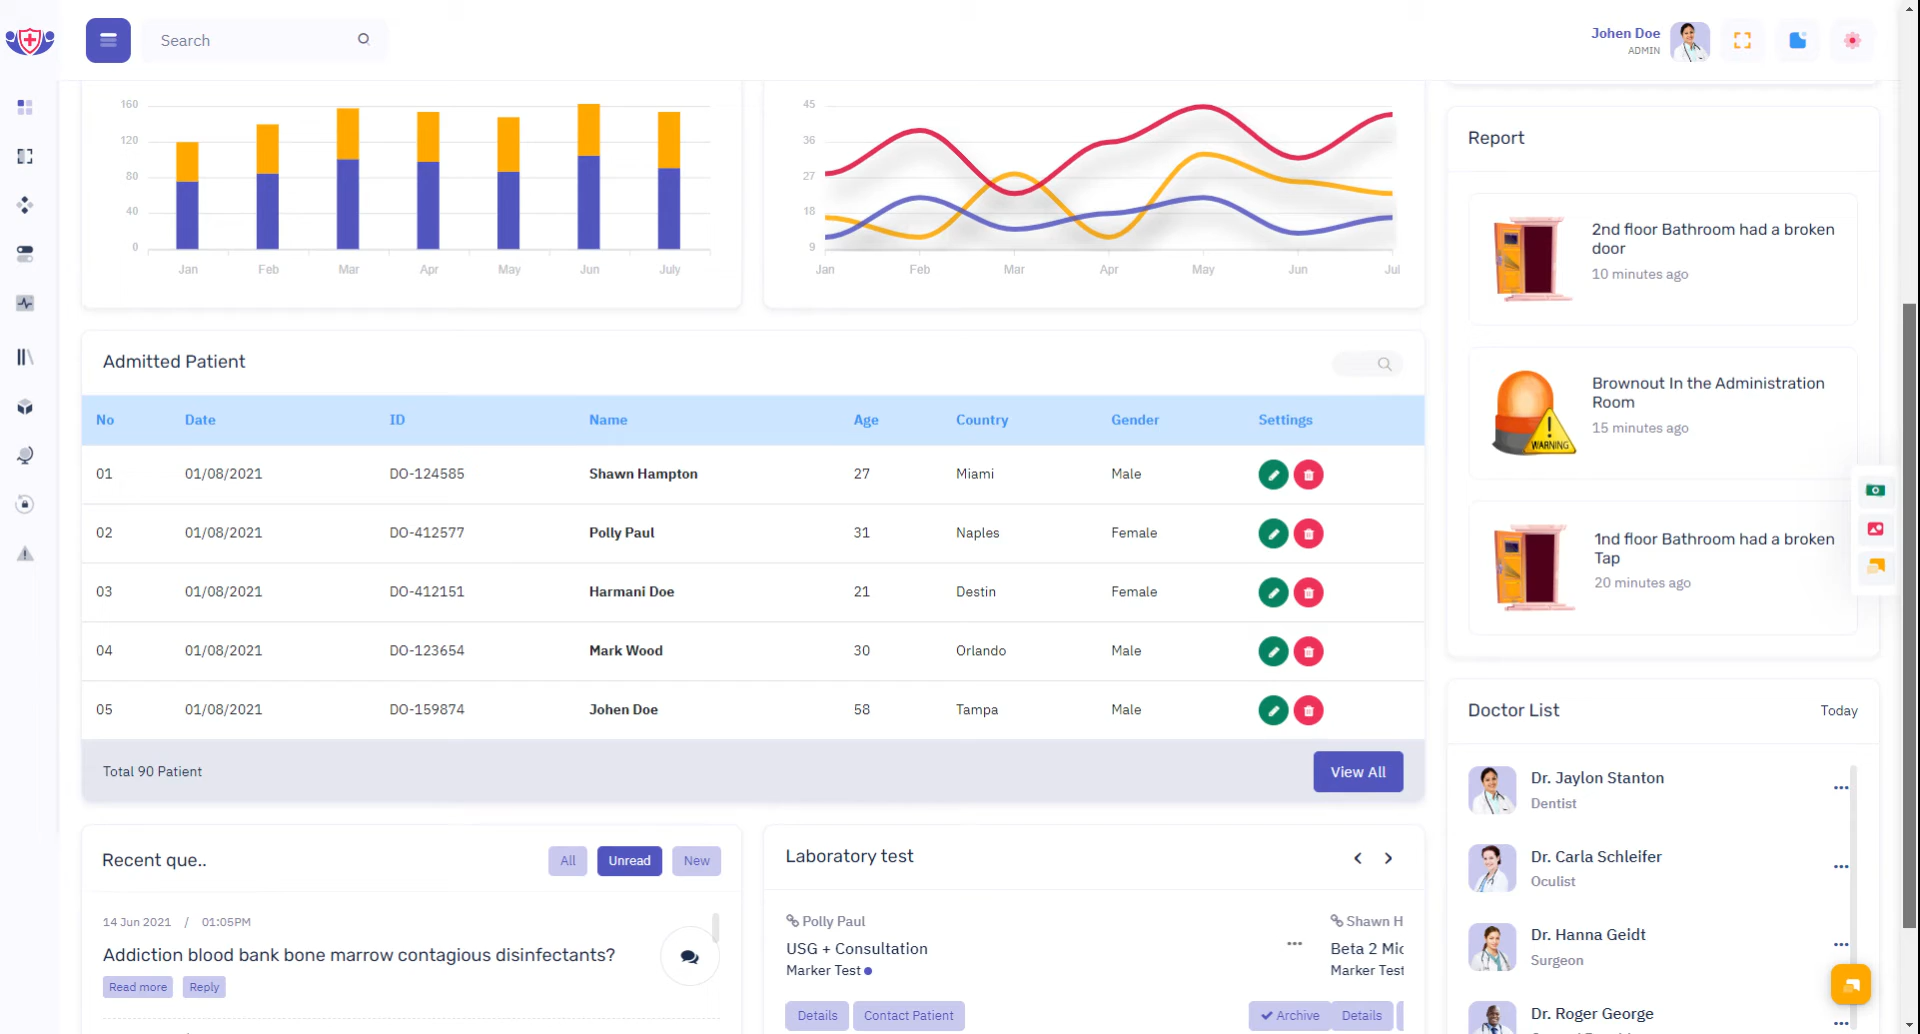 Search
Johen Doe
ADMIN
160
120
80
40
0
Jan Feb Mar Apr May Jun July
45
36
27
18
9
Jan Feb Mar Apr May Jun Jul
Report
2nd floor Bathroom had a broken
door
10 minutes ago
WARNING
Brownout In the Administration
Room
15 minutes ago
1nd floor Bathroom had a broken
Tap
20 minutes ago
Admitted Patient
No Date ID Name Age Country Gender Settings
01 01/08/2021 DO-124585 Shawn Hampton 27 Miami Male
02 01/08/2021 DO-412577 Polly Paul 31 Naples Female
03 01/08/2021 DO-412151 Harmani Doe 21 Destin Female
04 01/08/2021 DO-123654 Mark Wood 30 Orlando Male
05 01/08/2021 DO-159874 Johen Doe 58 Tampa Male
Total 90 Patient
View All
Doctor List
Today
Dr. Jaylon Stanton
Dentist
Dr. Carla Schleifer
Oculist
Dr. Hanna Geidt
Surgeon
Dr. Roger George
Recent que..
All Unread New
14 Jun 2021 / 01:05PM
Addiction blood bank bone marrow contagious disinfectants?
Read more Reply
Laboratory test
Polly Paul
USG + Consultation
Marker Test
Details Contact Patient Archive
Shawn H
Beta 2 Mic
Marker Test
Details